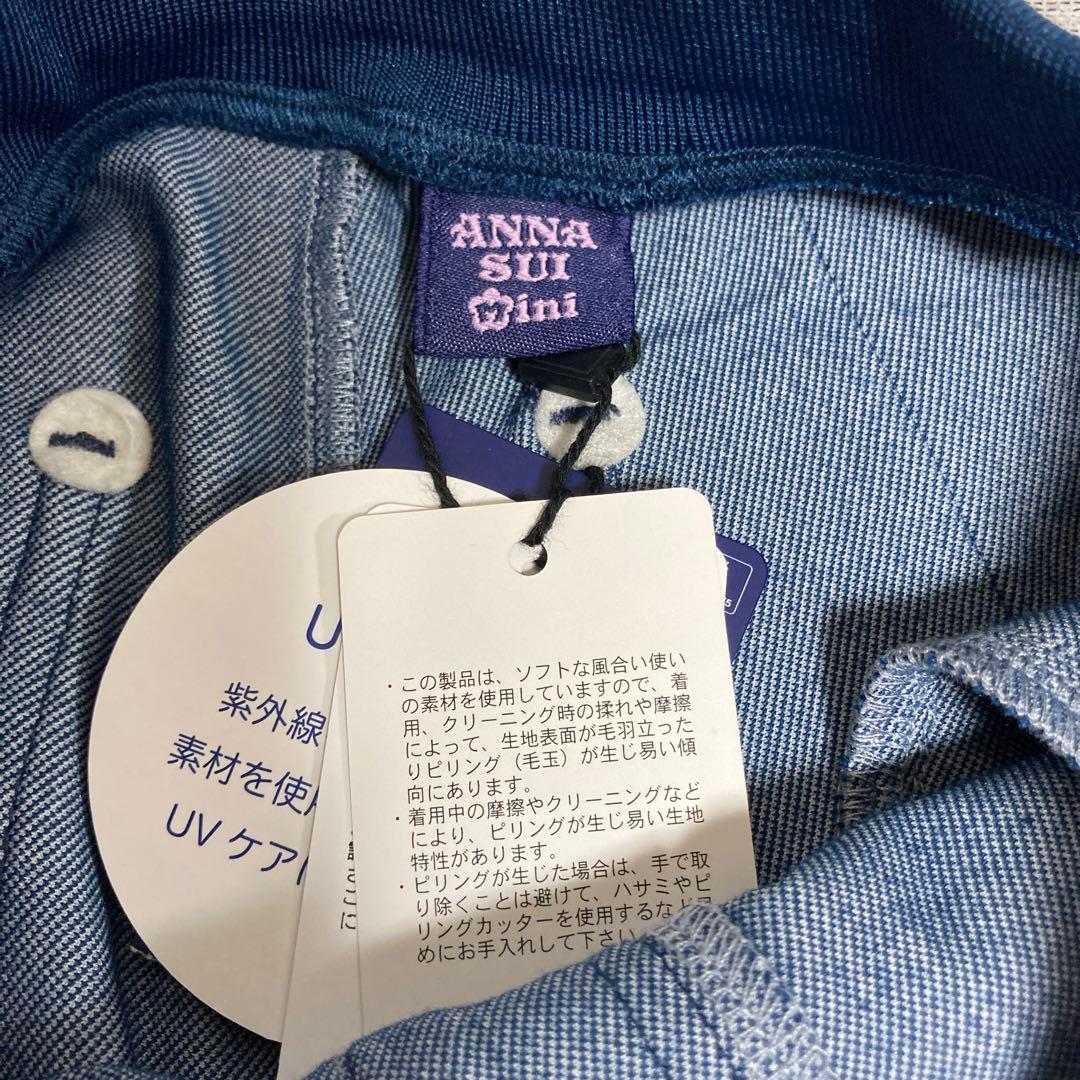 ANNA
SUI
mini
U
紫外線
素材を使
UV ケア
・この製品は、ソフトな風合い使い
の素材を使用していますので、着
用、クリーニング時の揉れや摩擦
によって、生地表面が毛羽立った
りピリング（毛玉）が生じ易い傾
向にあります。
・着用中の摩擦やクリーニングなど
により、ピリングが生じ易い生地
特性があります。
・ピリングが生じた場合は、手で取
り除くことは避けて、ハサミやピ
リングカッターを使用するなど
めにお手入れして下さい